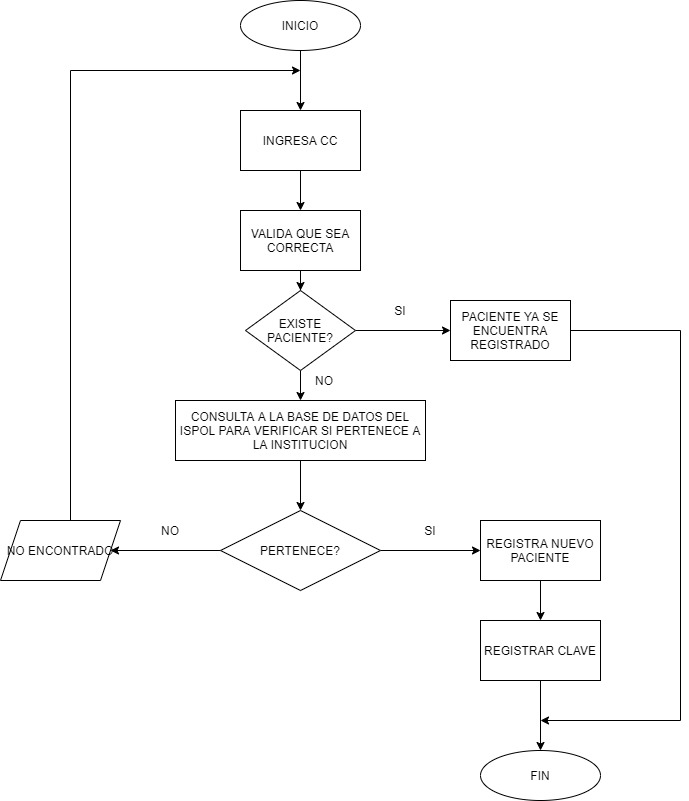 INICIO
INGRESA CC
VALIDA QUE SEA
CORRECTA
EXISTE
PACIENTE?
SI
PACIENTE YA SE
ENCUENTRA
REGISTRADO
NO
CONSULTA A LA BASE DE DATOS DEL
ISPOL PARA VERIFICAR SI PERTENECE A
LA INSTITUCION
NO
SI
NO ENCONTRADO
PERTENECE?
REGISTRA NUEVO
PACIENTE
REGISTRAR CLAVE
FIN